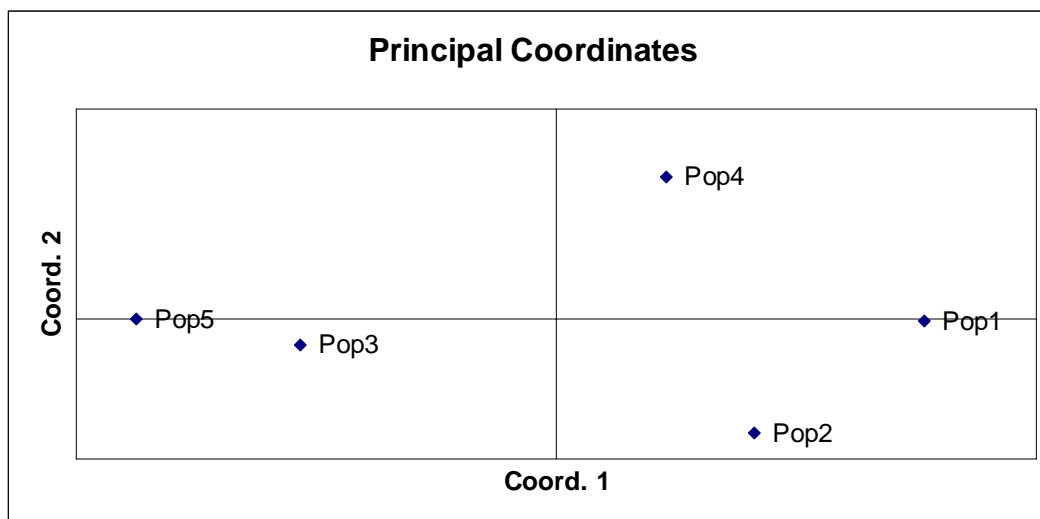 Principal Coordinates
Pop4
Coord. 2
Pop5
Pop1
Pop3
Pop2
Coord. 1